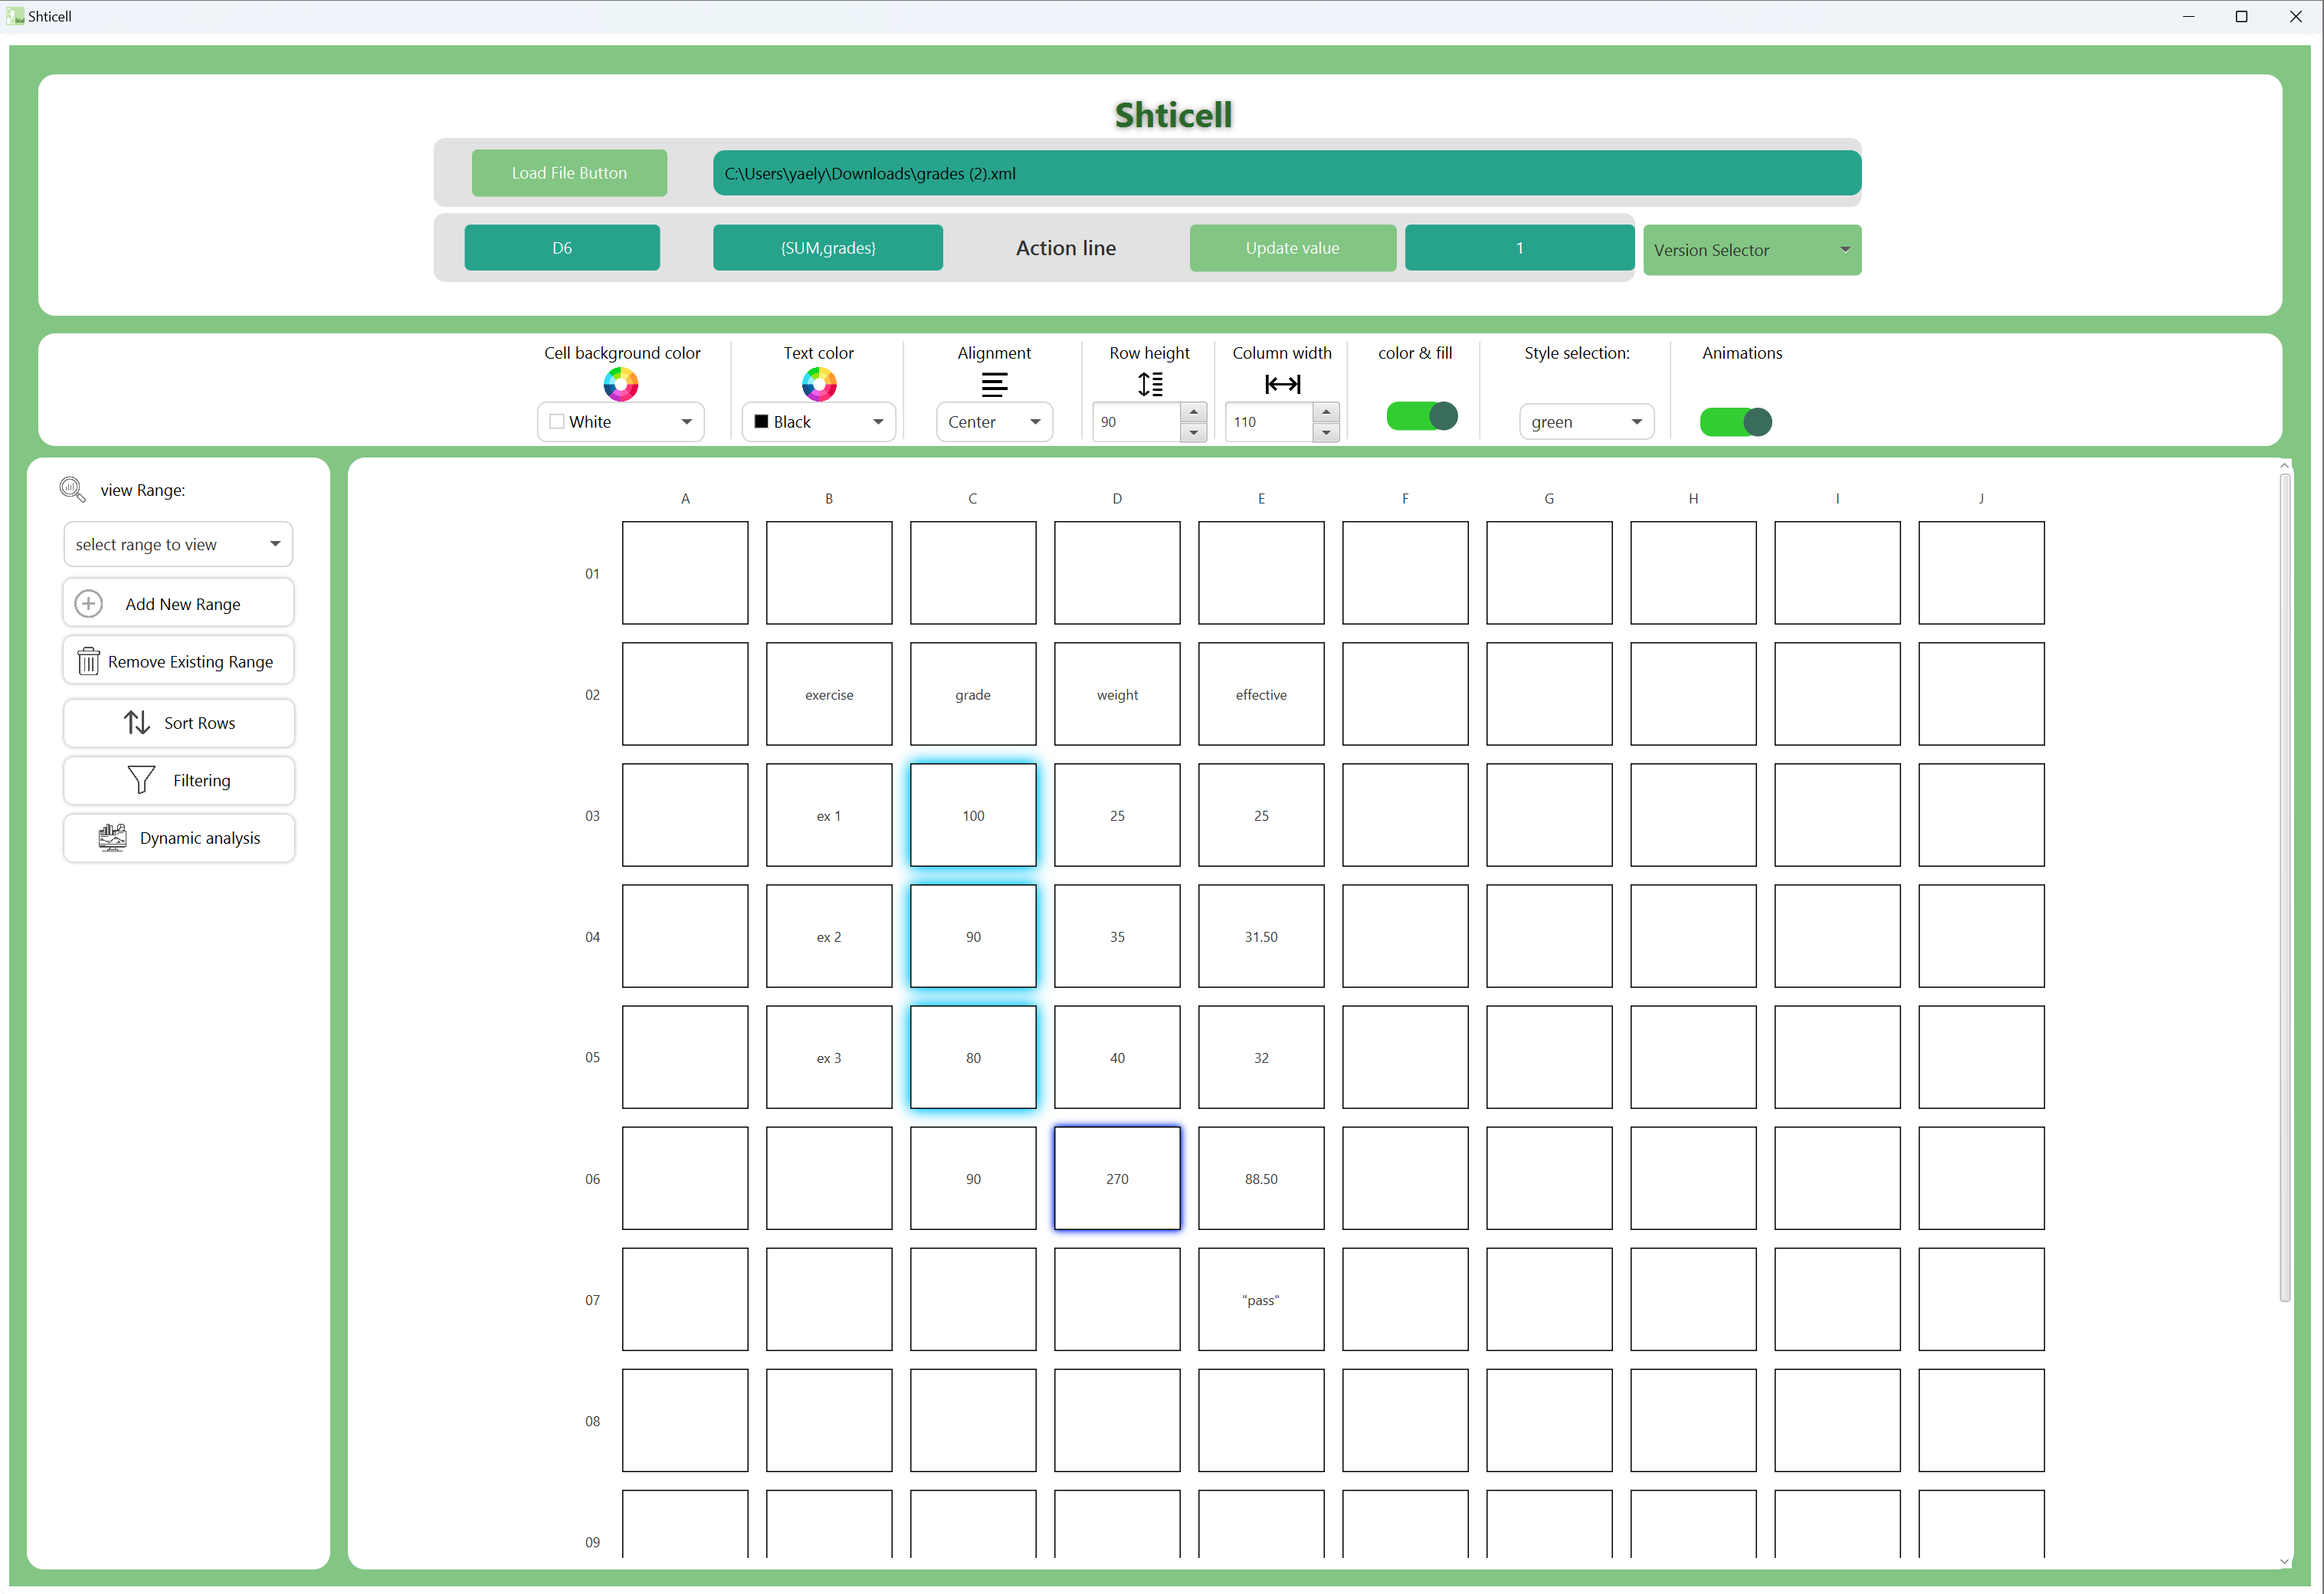 Shticell
Shticell
Load File Button C:\Users\yaely\Downloads\grades (2).xml
D6 {SUM,grades} Action line Update value 1 Version Selector
Cell background color Text color Alignment Row height Column width color & fill Style selection: Animations
White Black Center 90 110 green
view Range:
select range to view
Add New Range
Remove Existing Range
Sort Rows
Filtering
Dynamic analysis
A B C D E F G H I J
01
02 exercise grade weight effective
03 ex 1 100 25 25
04 ex 2 90 35 31.50
05 ex 3 80 40 32
06 90 270 88.50
07 "pass"
08
09